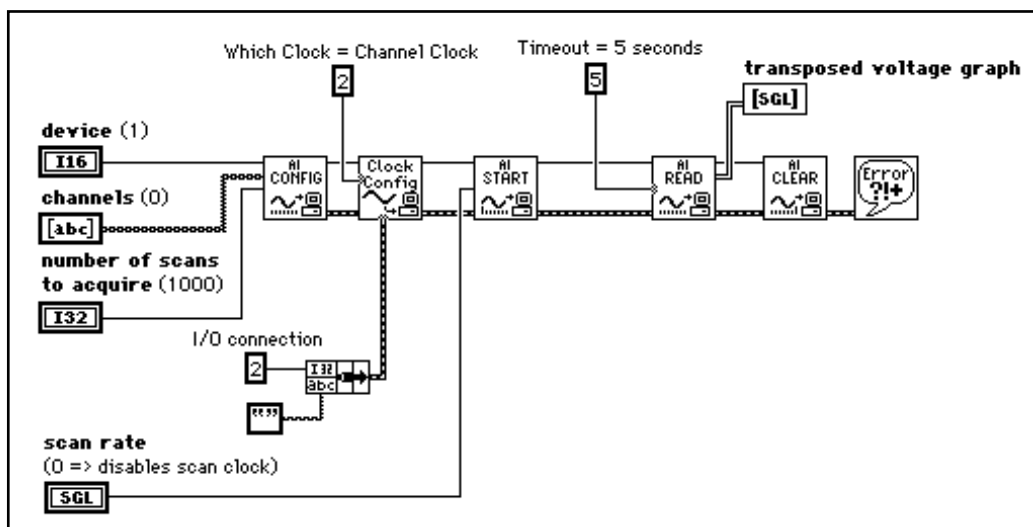 Which Clock = Channel Clock
2
Timeout = 5 seconds
5
transposed voltage graph
[SGL]
device (1)
I16
channels (0)
[abc]
number of scans
to acquire (1000)
I32
AI
CONFIG
Clock
Config
AI
START
AI
READ
AI
CLEAR
Error
?!+
I/O connection
2
I32
abc
""
scan rate
(0 => disables scan clock)
SGL